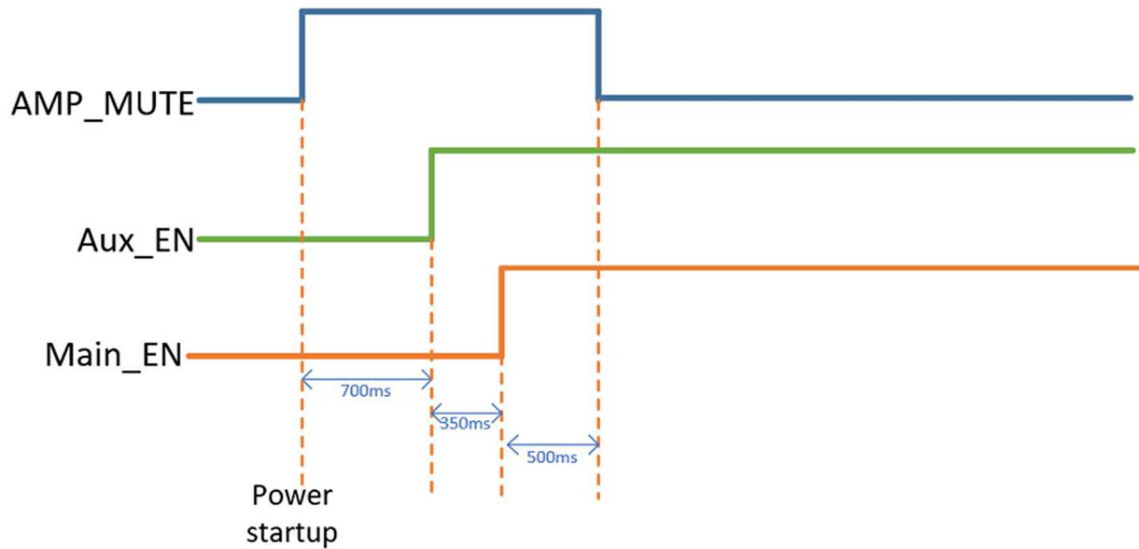 AMP_MUTE
Aux_EN
Main_EN
700ms
350ms
500ms
Power
startup